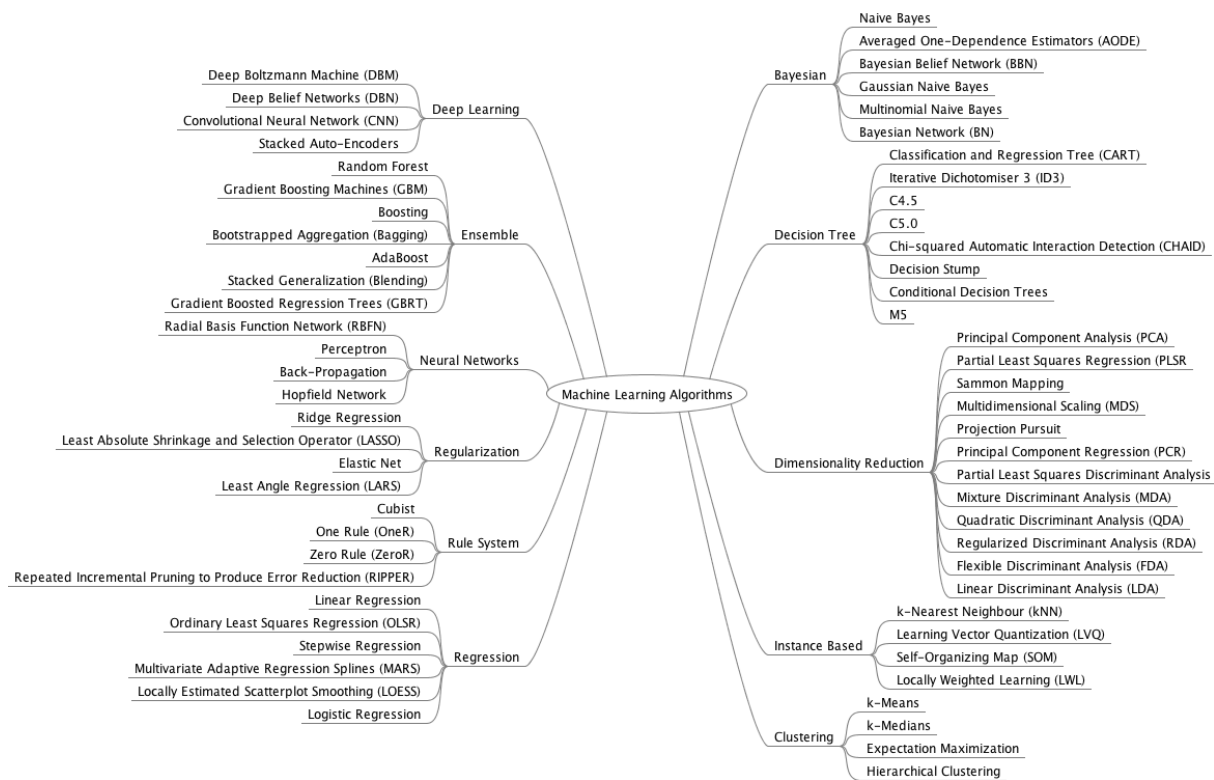 Machine Learning Algorithms
Deep Learning
Deep Boltzmann Machine (DBM)
Deep Belief Networks (DBN)
Convolutional Neural Network (CNN)
Stacked Auto-Encoders
Ensemble
Random Forest
Gradient Boosting Machines (GBM)
Boosting
Bootstrapped Aggregation (Bagging)
AdaBoost
Stacked Generalization (Blending)
Gradient Boosted Regression Trees (GBRT)
Neural Networks
Radial Basis Function Network (RBFN)
Perceptron
Back-Propagation
Hopfield Network
Regularization
Ridge Regression
Least Absolute Shrinkage and Selection Operator (LASSO)
Elastic Net
Least Angle Regression (LARS)
Rule System
Cubist
One Rule (OneR)
Zero Rule (ZeroR)
Repeated Incremental Pruning to Produce Error Reduction (RIPPER)
Regression
Linear Regression
Ordinary Least Squares Regression (OLSR)
Stepwise Regression
Multivariate Adaptive Regression Splines (MARS)
Locally Estimated Scatterplot Smoothing (LOESS)
Logistic Regression
Bayesian
Naive Bayes
Averaged One-Dependence Estimators (AODE)
Bayesian Belief Network (BBN)
Gaussian Naive Bayes
Multinomial Naive Bayes
Bayesian Network (BN)
Decision Tree
Classification and Regression Tree (CART)
Iterative Dichotomiser 3 (ID3)
C4.5
C5.0
Chi-squared Automatic Interaction Detection (CHAID)
Decision Stump
Conditional Decision Trees
M5
Dimensionality Reduction
Principal Component Analysis (PCA)
Partial Least Squares Regression (PLSR
Sammon Mapping
Multidimensional Scaling (MDS)
Projection Pursuit
Principal Component Regression (PCR)
Partial Least Squares Discriminant Analysis
Mixture Discriminant Analysis (MDA)
Quadratic Discriminant Analysis (QDA)
Regularized Discriminant Analysis (RDA)
Flexible Discriminant Analysis (FDA)
Linear Discriminant Analysis (LDA)
Instance Based
k-Nearest Neighbour (kNN)
Learning Vector Quantization (LVQ)
Self-Organizing Map (SOM)
Locally Weighted Learning (LWL)
Clustering
k-Means
k-Medians
Expectation Maximization
Hierarchical Clustering